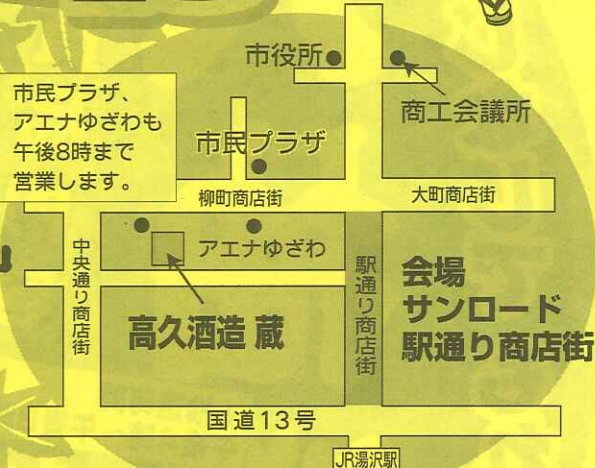 市役所
商工会議所
市民プラザ、
アエナゆざわも
午後8時まで
営業します。
市民プラザ
柳町商店街
大町商店街
アエナゆざわ
中央通り商店街
駅通り商店街
会場
サンロード
駅通り商店街
高久酒造 蔵
国道13号
JR湯沢駅